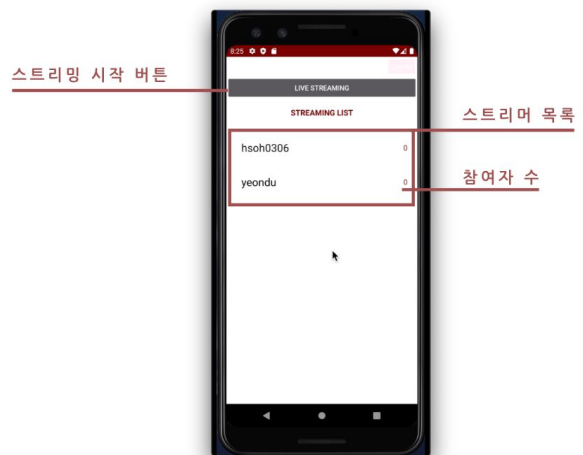 8:25
스트리밍 시작 버튼
LIVE STREAMING
STREAMING LIST
스트리머 목록
hsoh0306 0
참여자 수
yeondu 0